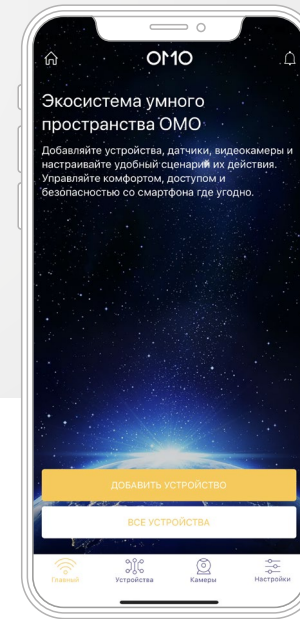 OMO
Экосистема умного
пространства ОМО
Добавляйте устройства, датчики, видеокамеры и
настраивайте удобный сценарий их действия.
Управляйте комфортом, доступом и
безопасностью со смартфона где угодно.
ДОБАВИТЬ УСТРОЙСТВО
ВСЕ УСТРОЙСТВА
Главный Устройства Камеры Настройки